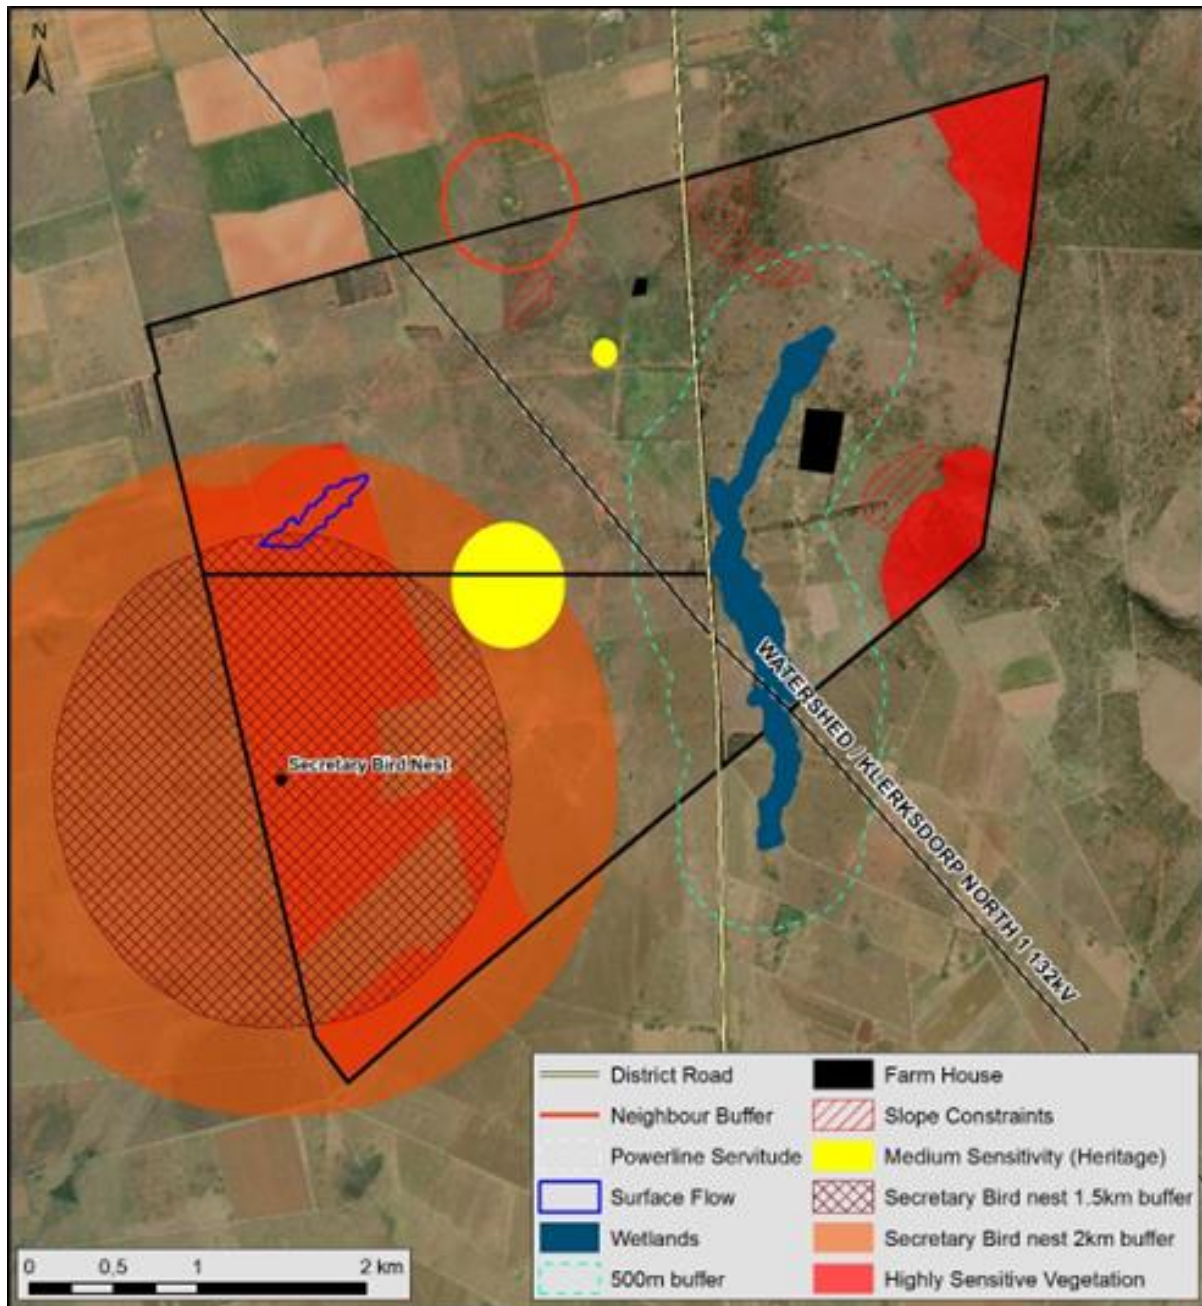 N
Secretary Bird Nest
WATERSHED / KLERKSDORP NORTH 1 132kV
District Road
Neighbour Buffer
Powerline Servitude
Surface Flow
Wetlands
500m buffer
Farm House
Slope Constraints
Medium Sensitivity (Heritage)
Secretary Bird nest 1.5km buffer
Secretary Bird nest 2km buffer
Highly Sensitive Vegetation
0 0,5 1 2 km